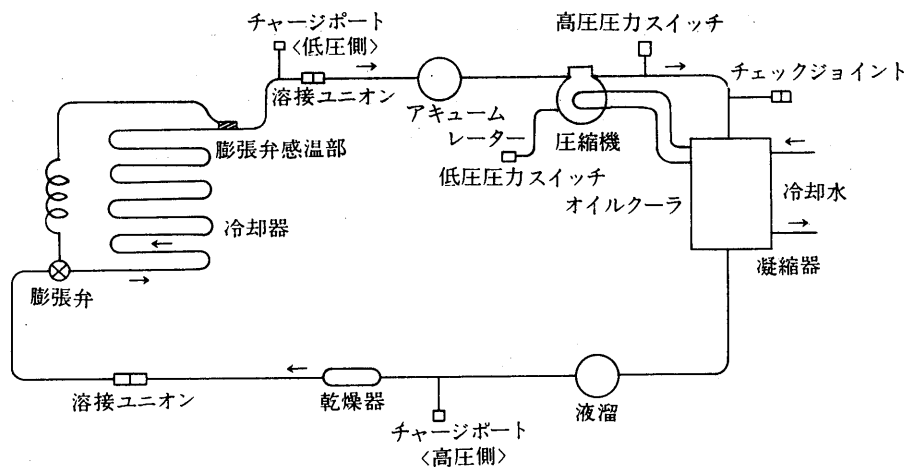 チャージポート
〈低圧側〉
溶接ユニオン
アキューム
レーター
高圧圧力スイッチ
チェックジョイント
圧縮機
低圧圧力スイッチ
オイルクーラ
冷却水
凝縮器
膨張弁感温部
冷却器
膨張弁
溶接ユニオン
乾燥器
チャージポート
〈高圧側〉
液溜